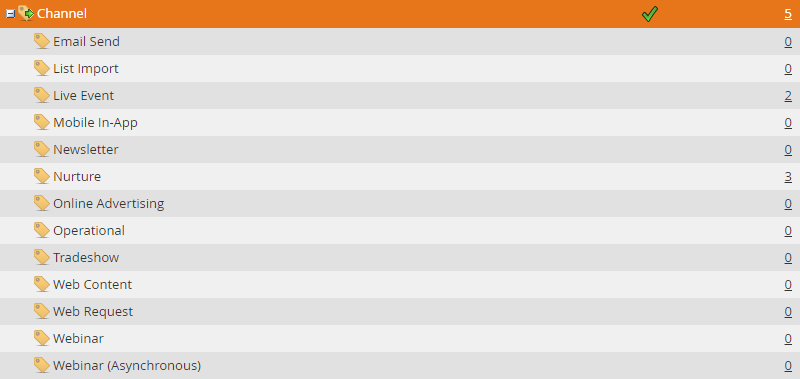 Channel 5
Email Send 0
List Import 0
Live Event 2
Mobile In-App 0
Newsletter 0
Nurture 3
Online Advertising 0
Operational 0
Tradeshow 0
Web Content 0
Web Request 0
Webinar 0
Webinar (Asynchronous) 0